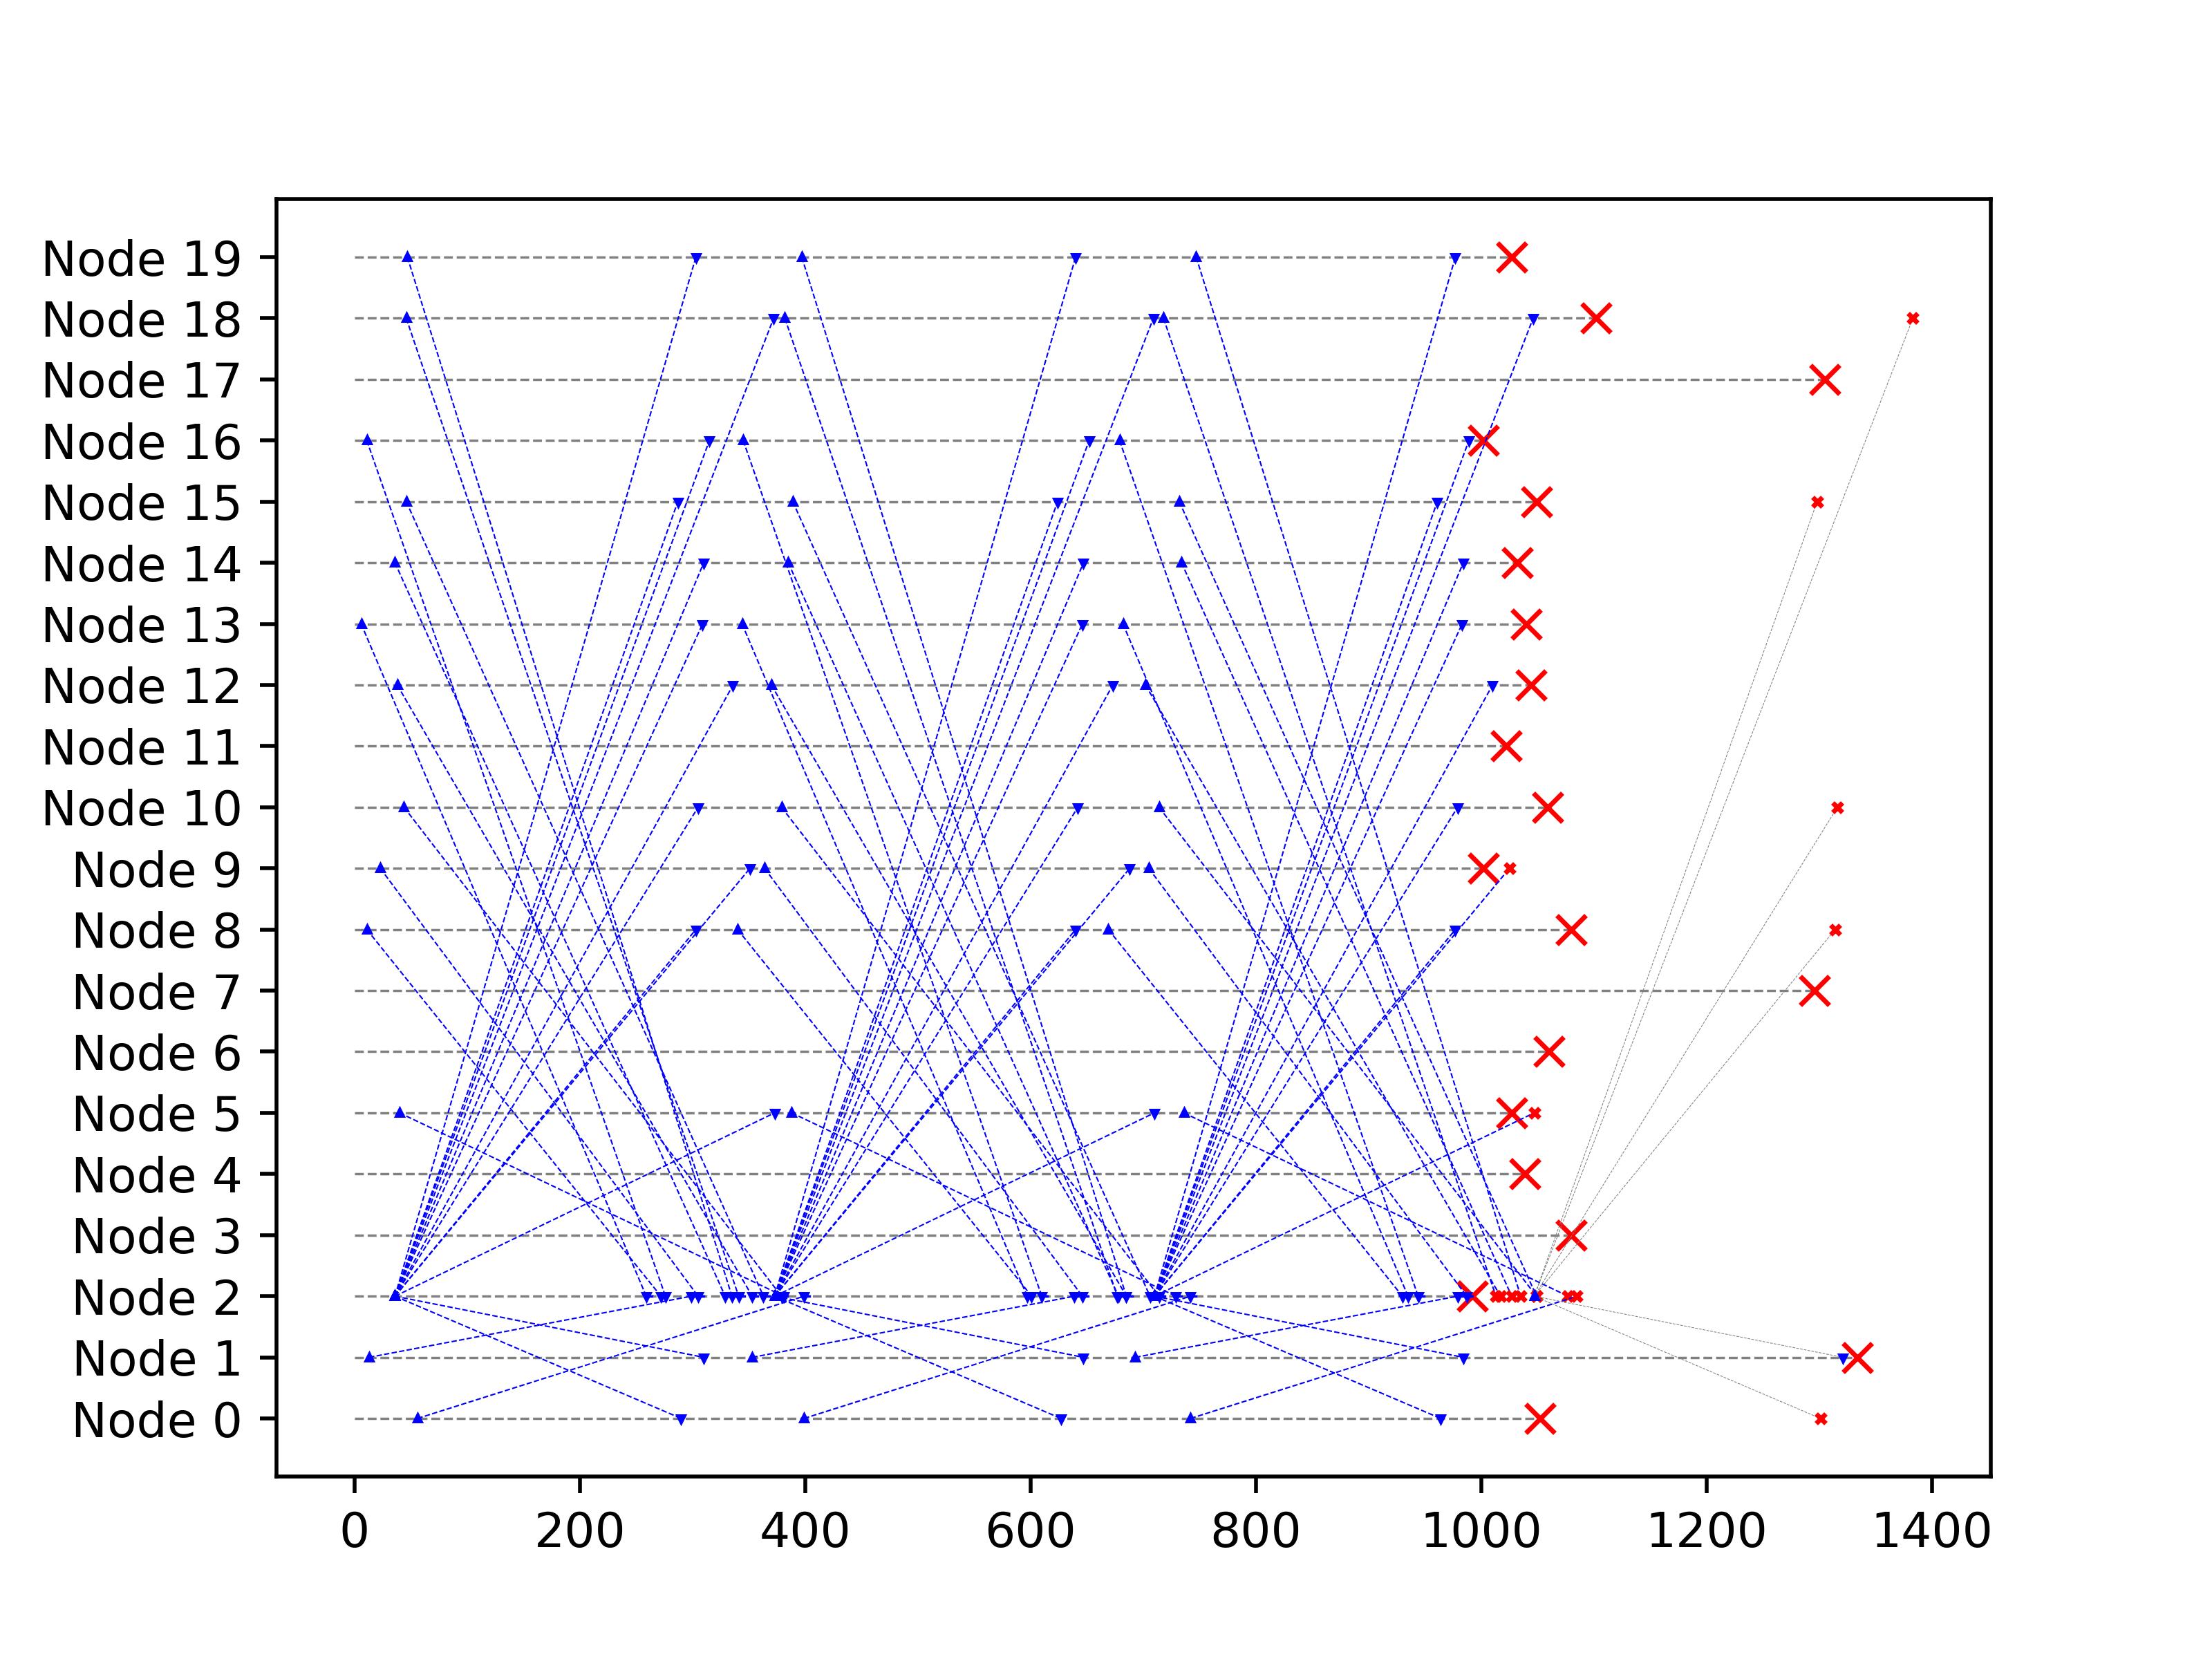 Node 19
Node 18
Node 17
Node 16
Node 15
Node 14
Node 13
Node 12
Node 11
Node 10
Node 9
Node 8
Node 7
Node 6
Node 5
Node 4
Node 3
Node 2
Node 1
Node 0
0 200 400 600 800 1000 1200 1400